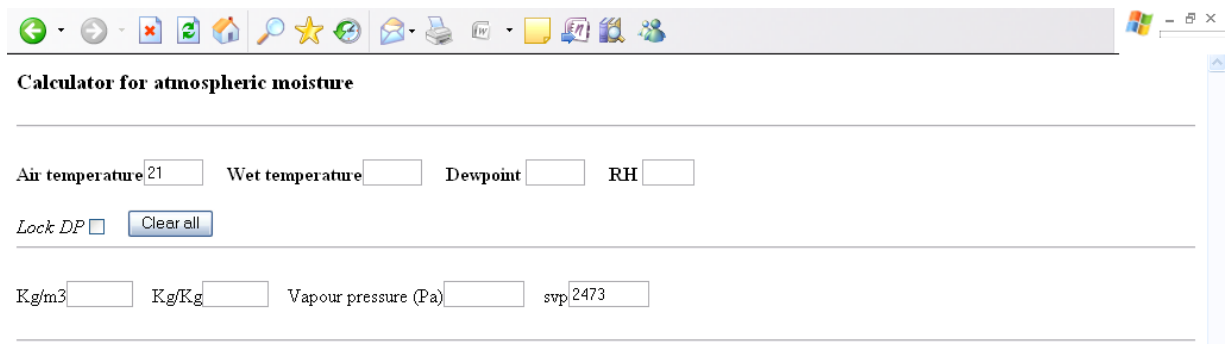 Calculator for atmospheric moisture
Air temperature 21 Wet temperature Dewpoint RH
Lock DP Clear all
Kg/m3 Kg/Kg Vapour pressure (Pa) svp 2473